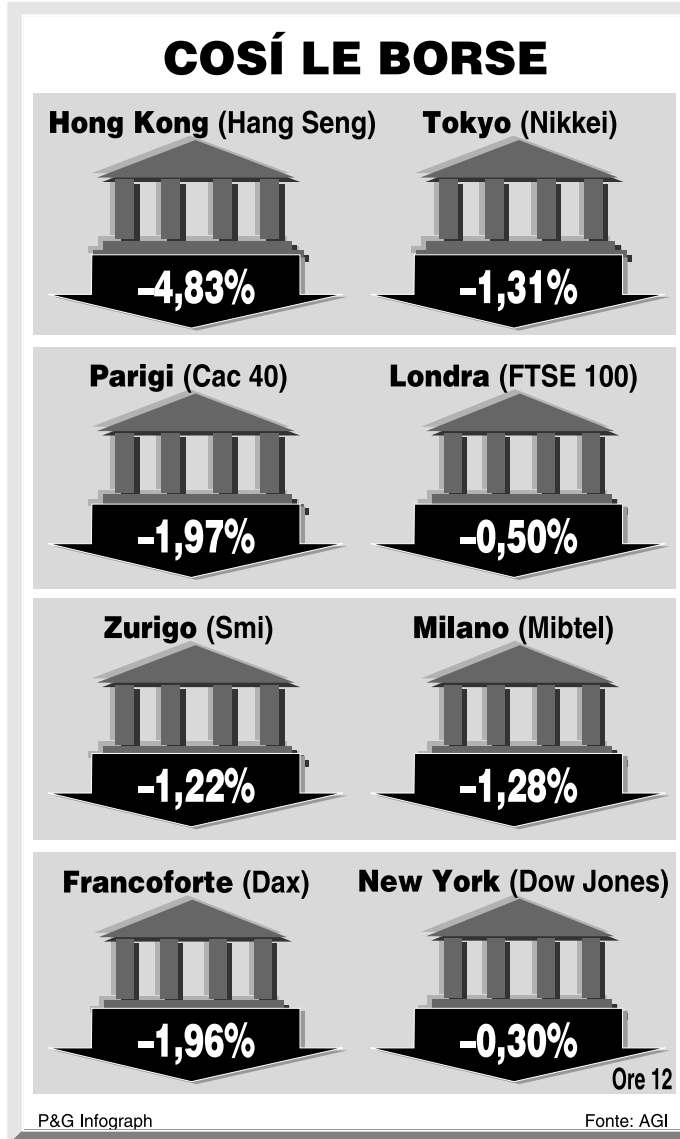 COSÍ LE BORSE
Hong Kong (Hang Seng)
–4,83%
Tokyo (Nikkei)
–1,31%
Parigi (Cac 40)
–1,97%
Londra (FTSE 100)
–0,50%
Zurigo (Smi)
–1,22%
Milano (Mibtel)
–1,28%
Francoforte (Dax)
–1,96%
New York (Dow Jones)
–0,30%
Ore 12
P&G Infograph
Fonte: AGI